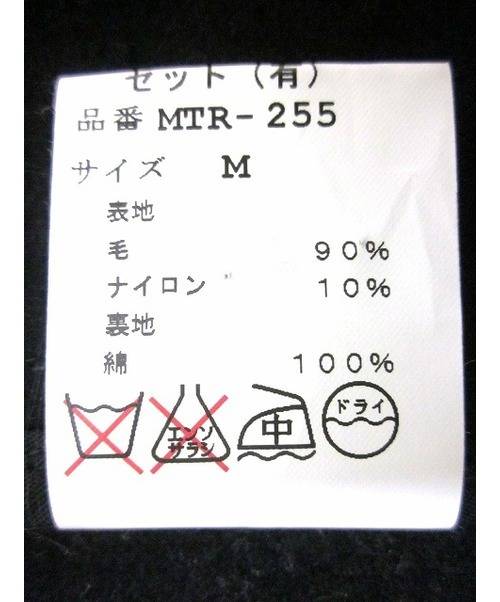 セット（有）
品番 MTR-255
サイズ M
表地
毛 90%
ナイロン 10%
裏地
綿 100%
エンソ
サラシ
中
ドライ